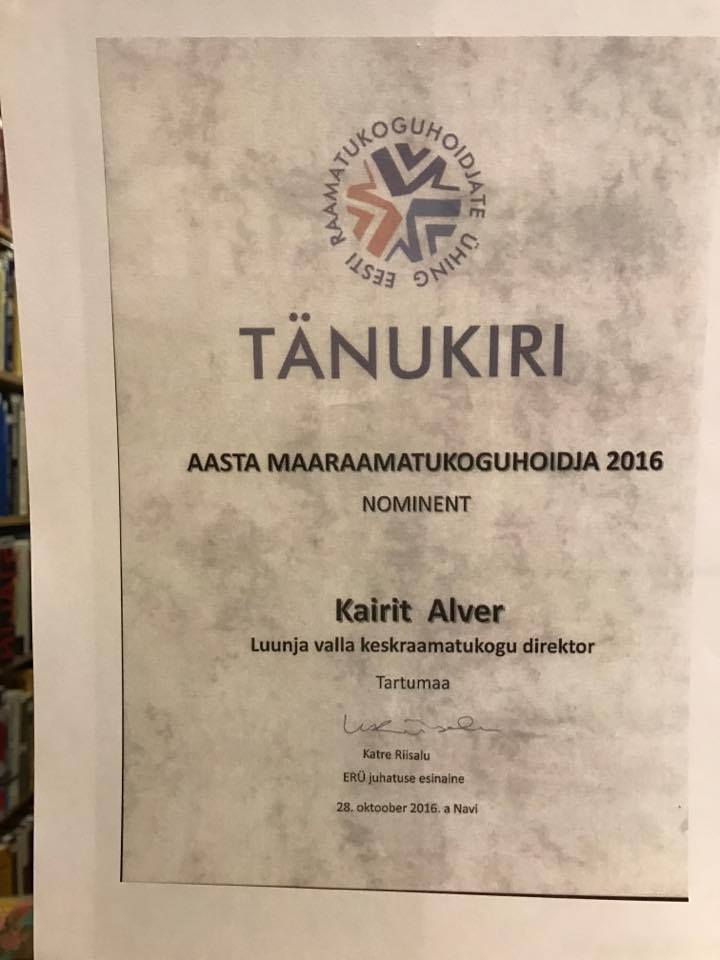 EESTI RAAMATUKOGUHOIDJATE ÜHING
TÄNUKIRI
AASTA MAARAAMATUKOGUHOIDJA 2016
NOMINENT
Kairit Alver
Luunja valla keskraamatukogu direktor
Tartumaa
Katre Riisalu
ERÜ juhatuse esinaine
28. oktoober 2016. a Navi